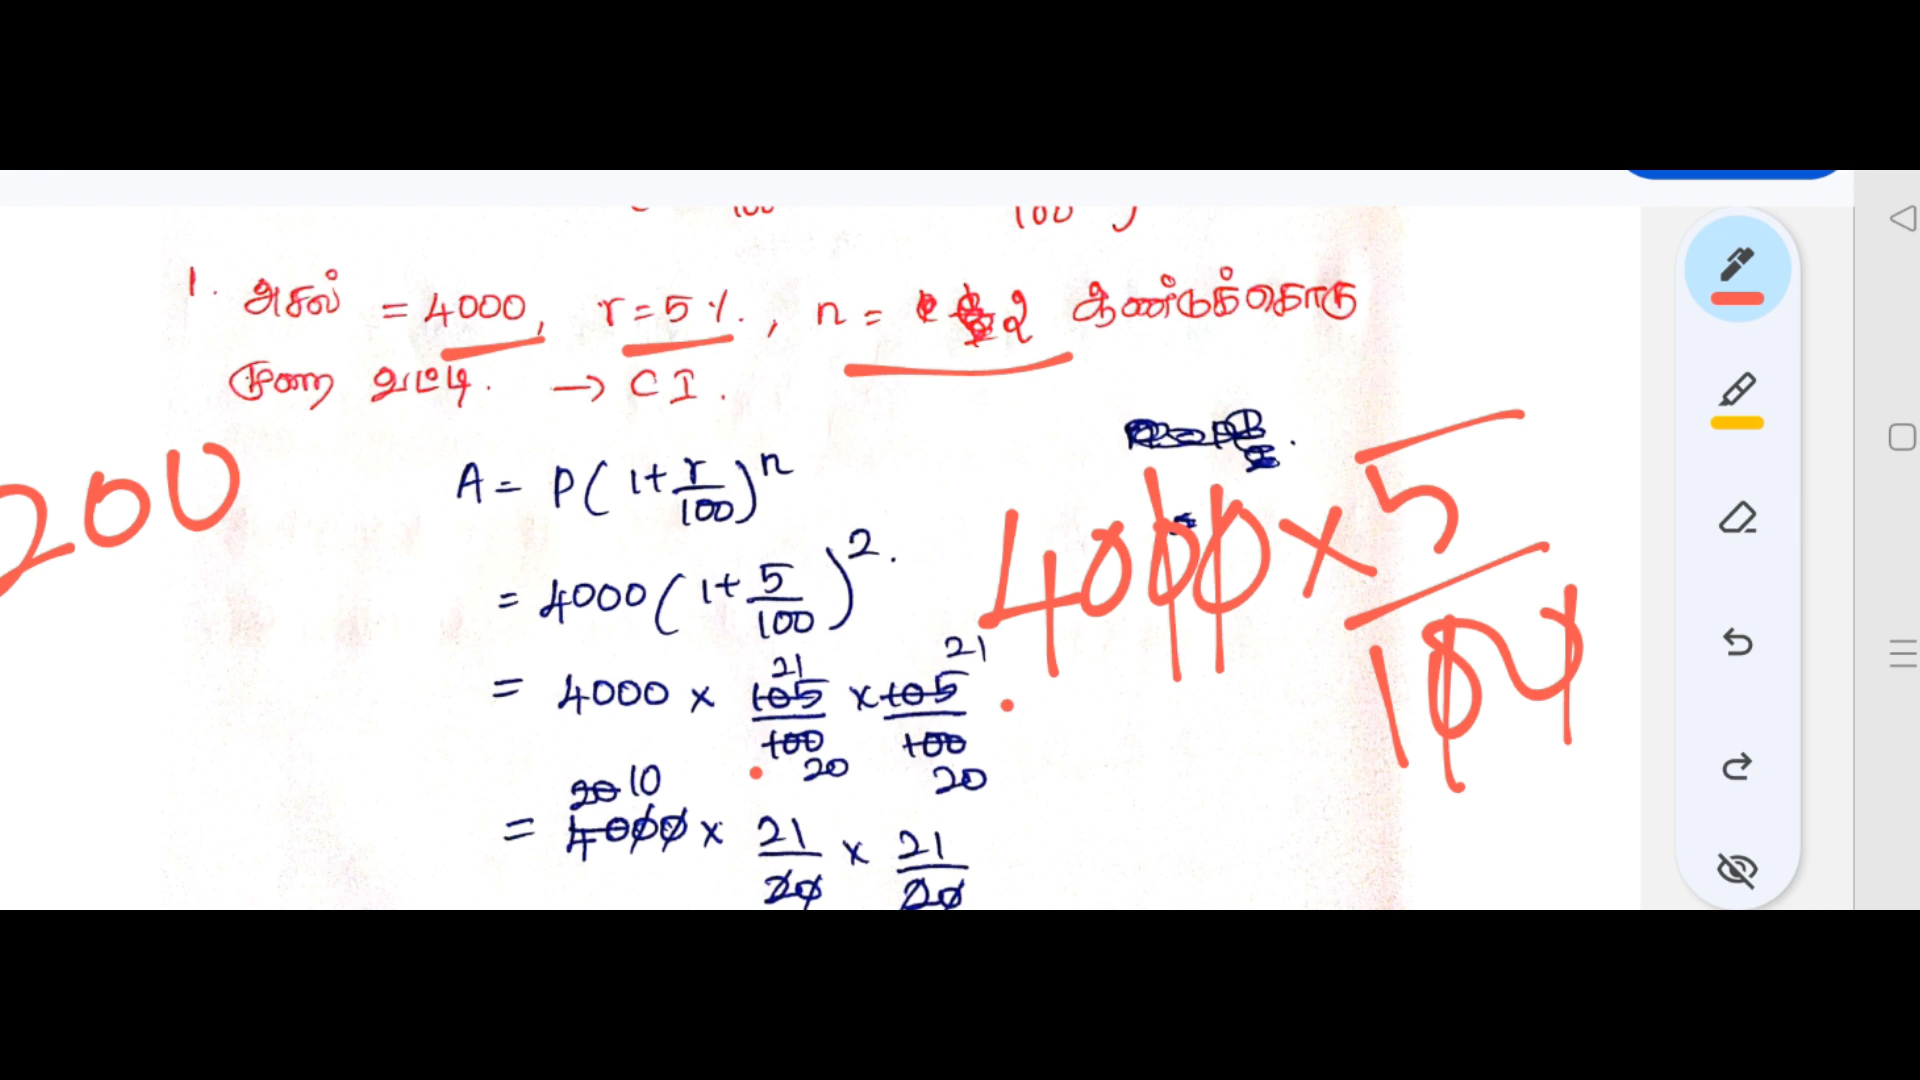 1. அசல் = 4000, r = 5 %., n = 2 ஆண்டுக்கொரு
முறை வட்டி. → CI.
200
A = P ( 1 + r/100 )^n
= 4000 ( 1 + 5/100 )^2.
4000 × 5/100
21 21
= 4000 × 105/100 × 105/100
20 20
20 10
= 4000 × 21/20 × 21/20